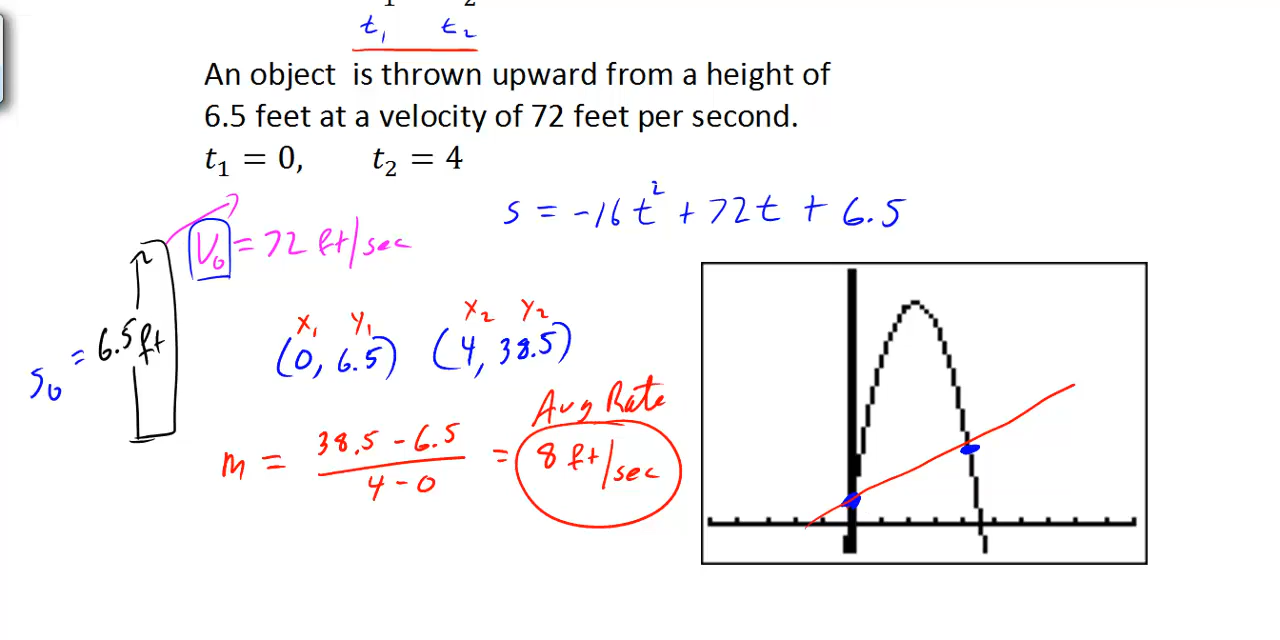 t₁ t₂
An object is thrown upward from a height of
6.5 feet at a velocity of 72 feet per second.
t₁ = 0, t₂ = 4
s = -16t² + 72t + 6.5
V₀ = 72 ft/sec
S₀ = 6.5ft
x₁ y₁ x₂ y₂
(0, 6.5) (4, 38.5)
Avg Rate
m = (38.5 - 6.5)/(4 - 0) = 8 ft/sec